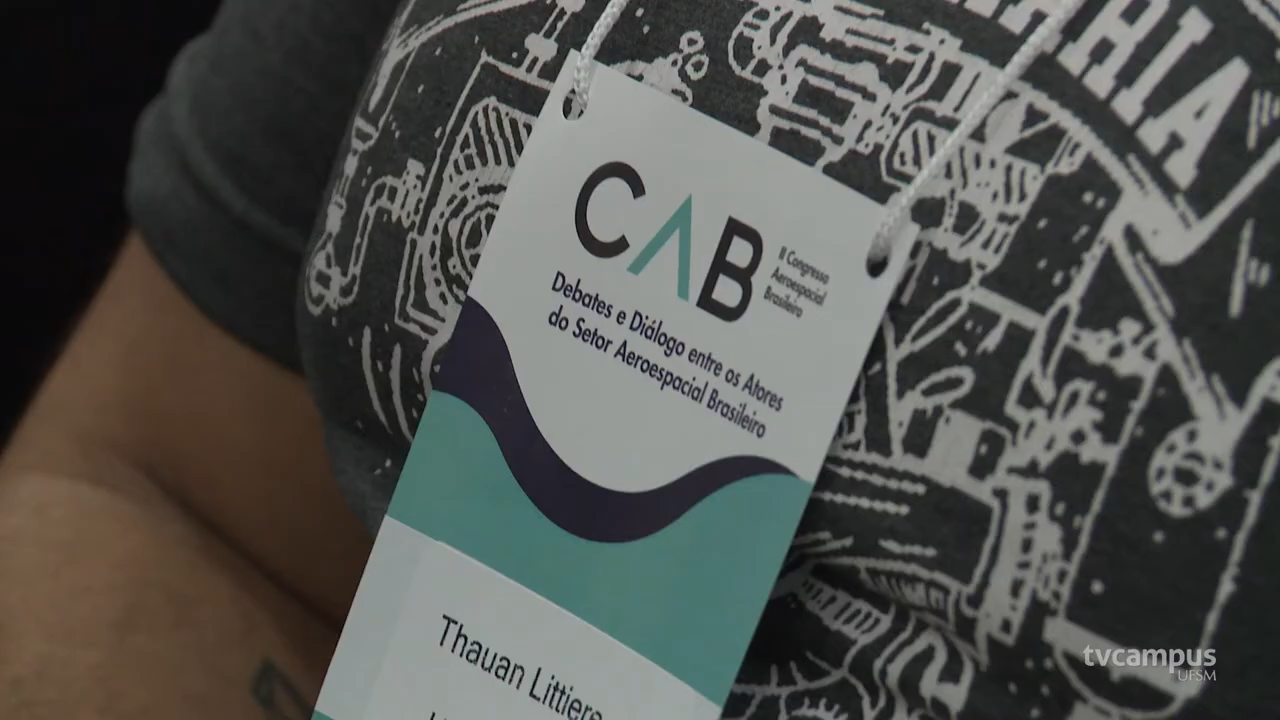 CAB
II Congresso
Aeroespacial
Brasileiro
Debates e Diálogo entre os Atores
do Setor Aeroespacial Brasileiro
Thauan Littiere
tvcampus
UFSM